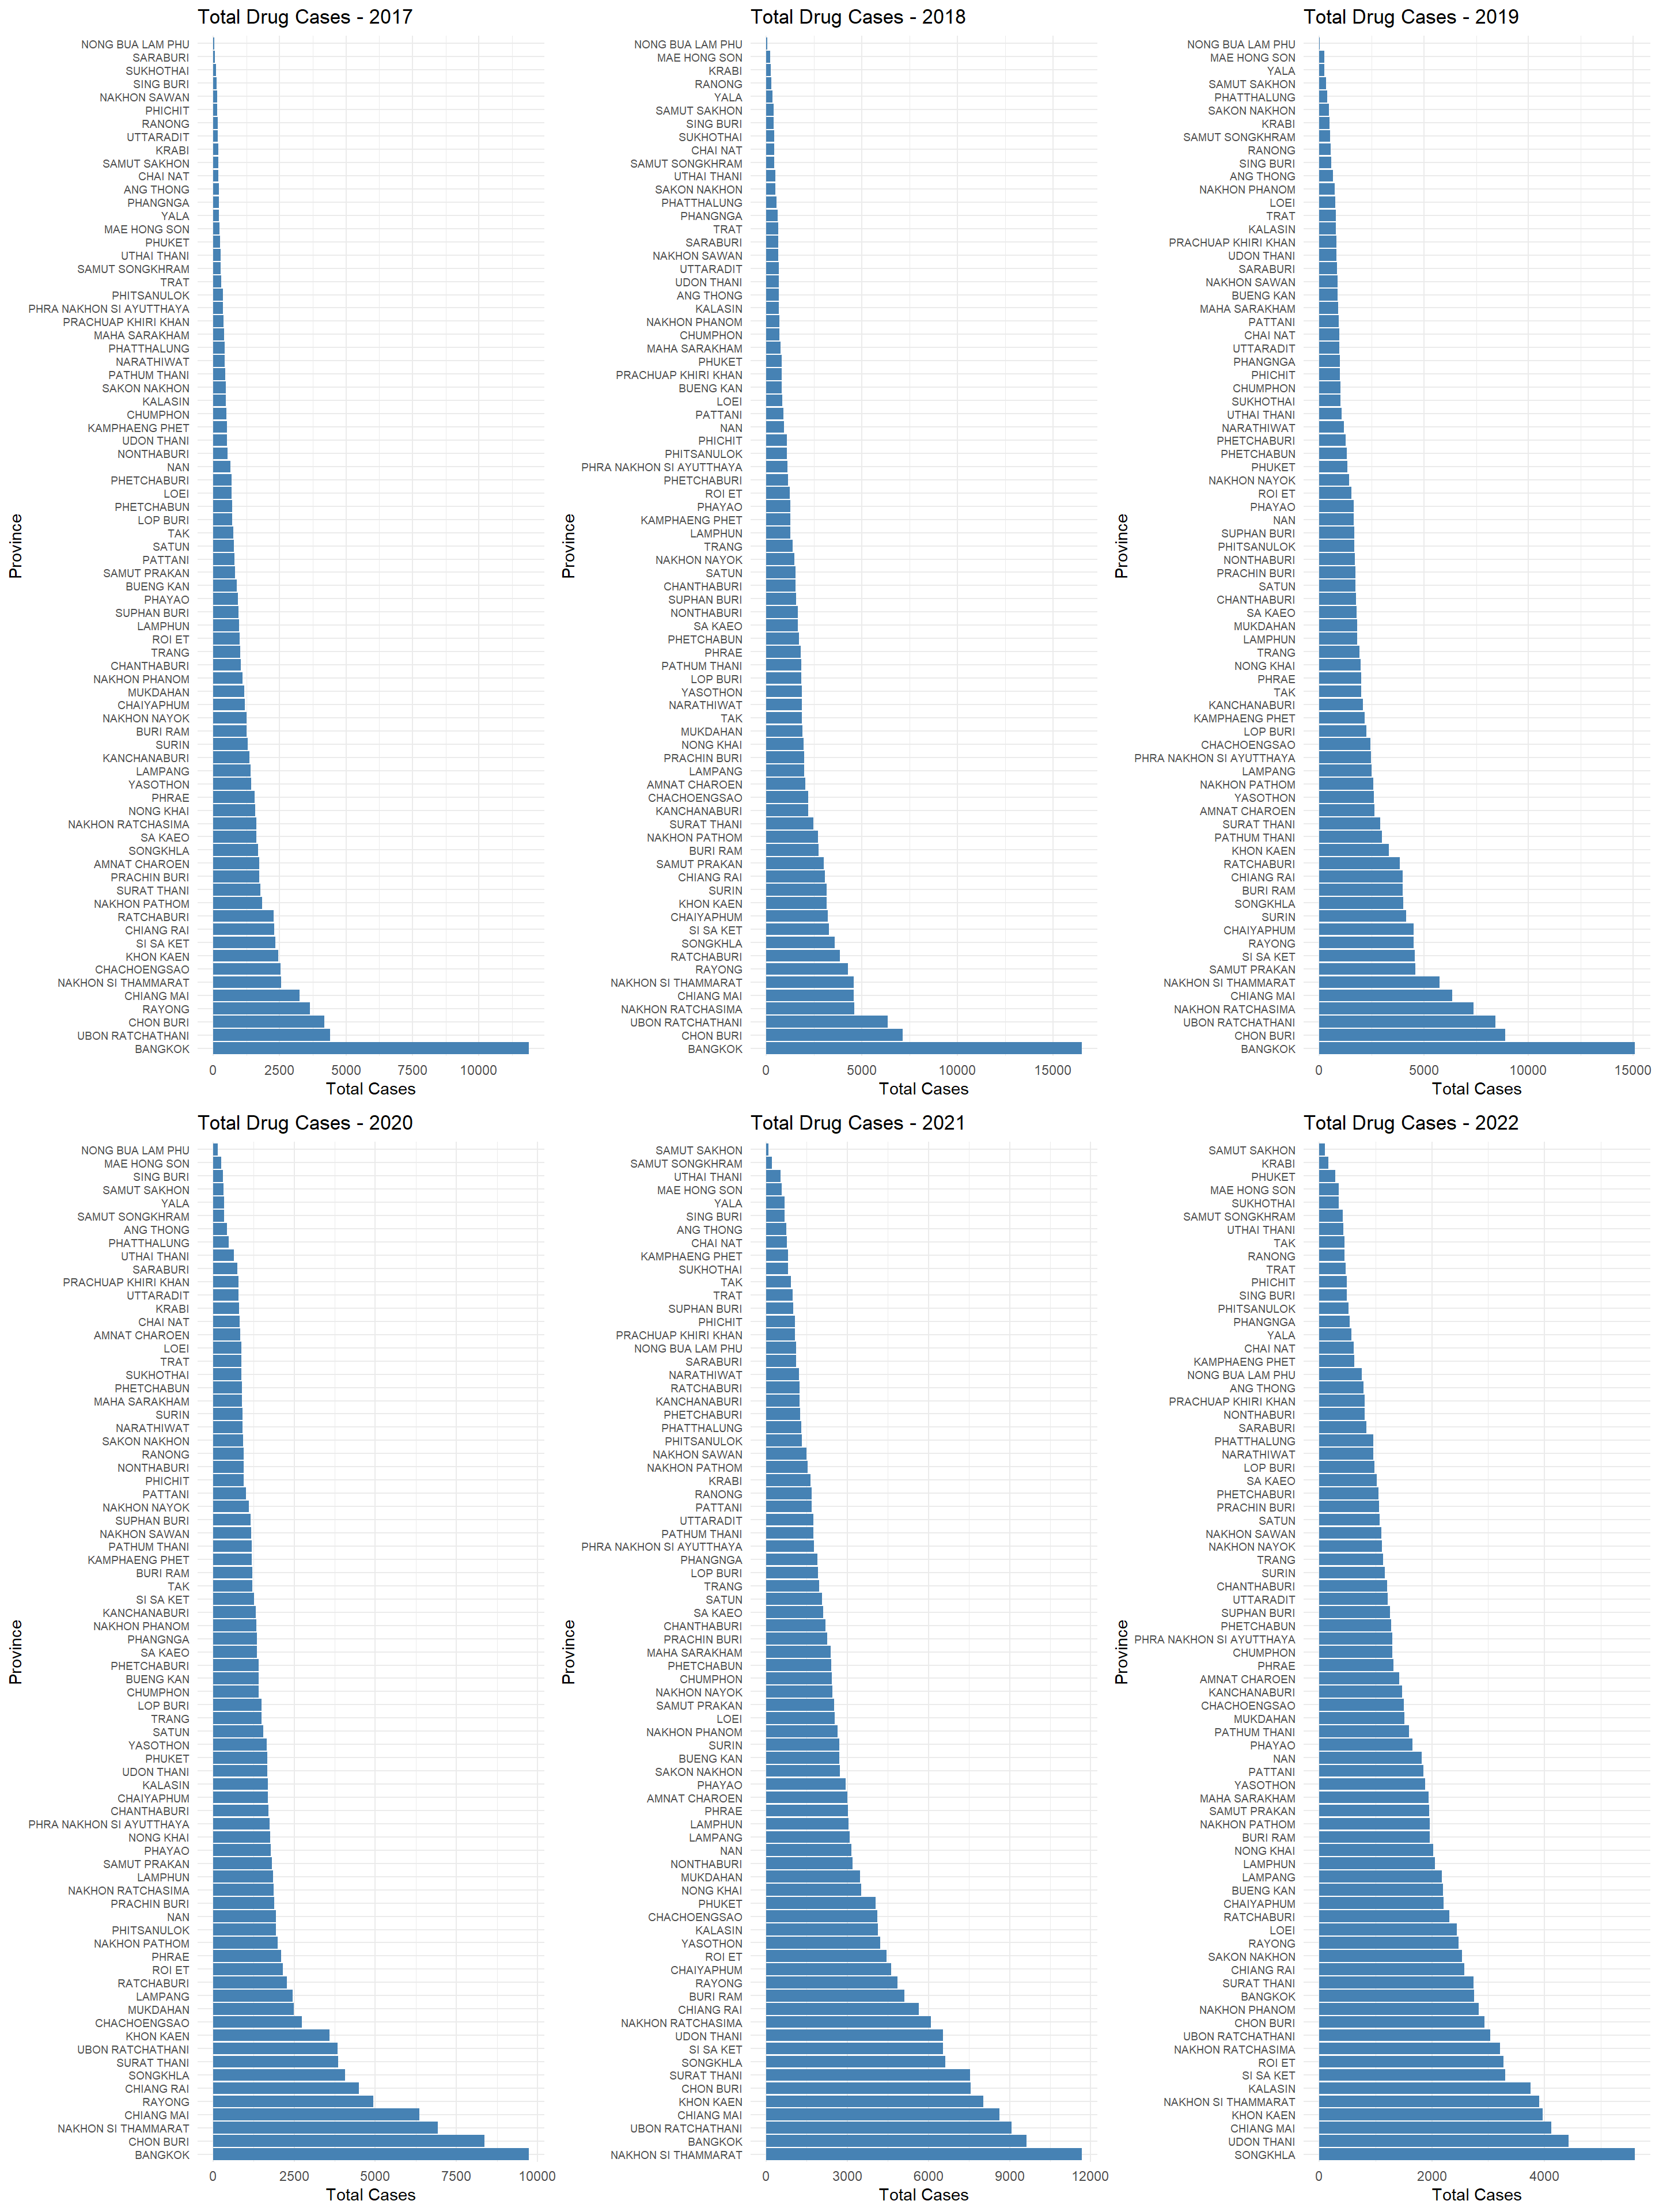 Total Drug Cases - 2017
Province
NONG BUA LAM PHU
SARABURI
SUKHOTHAI
SING BURI
NAKHON SAWAN
PHICHIT
RANONG
UTTARADIT
KRABI
SAMUT SAKHON
CHAI NAT
ANG THONG
PHANGNGA
YALA
MAE HONG SON
PHUKET
UTHAI THANI
SAMUT SONGKHRAM
TRAT
PHITSANULOK
PHRA NAKHON SI AYUTTHAYA
PRACHUAP KHIRI KHAN
MAHA SARAKHAM
PHATTHALUNG
NARATHIWAT
PATHUM THANI
SAKON NAKHON
KALASIN
CHUMPHON
KAMPHAENG PHET
UDON THANI
NONTHABURI
NAN
PHETCHABURI
LOEI
PHETCHABUN
LOP BURI
TAK
SATUN
PATTANI
SAMUT PRAKAN
BUENG KAN
PHAYAO
SUPHAN BURI
LAMPHUN
ROI ET
TRANG
CHANTHABURI
NAKHON PHANOM
MUKDAHAN
CHAIYAPHUM
NAKHON NAYOK
BURI RAM
SURIN
KANCHANABURI
LAMPANG
YASOTHON
PHRAE
NONG KHAI
NAKHON RATCHASIMA
SA KAEO
SONGKHLA
AMNAT CHAROEN
PRACHIN BURI
SURAT THANI
NAKHON PATHOM
RATCHABURI
CHIANG RAI
SI SA KET
KHON KAEN
CHACHOENGSAO
NAKHON SI THAMMARAT
CHIANG MAI
RAYONG
CHON BURI
UBON RATCHATHANI
BANGKOK
0 2500 5000 7500 10000
Total Cases
Total Drug Cases - 2018
Province
NONG BUA LAM PHU
MAE HONG SON
KRABI
RANONG
YALA
SAMUT SAKHON
SING BURI
SUKHOTHAI
CHAI NAT
SAMUT SONGKHRAM
UTHAI THANI
SAKON NAKHON
PHATTHALUNG
PHANGNGA
TRAT
SARABURI
NAKHON SAWAN
UTTARADIT
UDON THANI
ANG THONG
KALASIN
NAKHON PHANOM
CHUMPHON
MAHA SARAKHAM
PHUKET
PRACHUAP KHIRI KHAN
BUENG KAN
LOEI
PATTANI
NAN
PHICHIT
PHITSANULOK
PHRA NAKHON SI AYUTTHAYA
PHETCHABURI
ROI ET
PHAYAO
KAMPHAENG PHET
LAMPHUN
TRANG
NAKHON NAYOK
SATUN
CHANTHABURI
SUPHAN BURI
NONTHABURI
SA KAEO
PHETCHABUN
PHRAE
PATHUM THANI
LOP BURI
YASOTHON
NARATHIWAT
TAK
MUKDAHAN
NONG KHAI
PRACHIN BURI
LAMPANG
AMNAT CHAROEN
CHACHOENGSAO
KANCHANABURI
SURAT THANI
NAKHON PATHOM
BURI RAM
SAMUT PRAKAN
CHIANG RAI
SURIN
KHON KAEN
CHAIYAPHUM
SI SA KET
SONGKHLA
RATCHABURI
RAYONG
NAKHON SI THAMMARAT
CHIANG MAI
NAKHON RATCHASIMA
UBON RATCHATHANI
CHON BURI
BANGKOK
0 5000 10000 15000
Total Cases
Total Drug Cases - 2019
Province
NONG BUA LAM PHU
MAE HONG SON
YALA
SAMUT SAKHON
PHATTHALUNG
SAKON NAKHON
KRABI
SAMUT SONGKHRAM
RANONG
SING BURI
ANG THONG
NAKHON PHANOM
LOEI
TRAT
KALASIN
PRACHUAP KHIRI KHAN
UDON THANI
SARABURI
NAKHON SAWAN
BUENG KAN
MAHA SARAKHAM
PATTANI
CHAI NAT
UTTARADIT
PHANGNGA
PHICHIT
CHUMPHON
SUKHOTHAI
UTHAI THANI
NARATHIWAT
PHETCHABURI
PHETCHABUN
PHUKET
NAKHON NAYOK
ROI ET
PHAYAO
NAN
SUPHAN BURI
PHITSANULOK
NONTHABURI
PRACHIN BURI
SATUN
CHANTHABURI
SA KAEO
MUKDAHAN
LAMPHUN
TRANG
NONG KHAI
PHRAE
TAK
KANCHANABURI
KAMPHAENG PHET
LOP BURI
CHACHOENGSAO
PHRA NAKHON SI AYUTTHAYA
LAMPANG
NAKHON PATHOM
YASOTHON
AMNAT CHAROEN
SURAT THANI
PATHUM THANI
KHON KAEN
RATCHABURI
CHIANG RAI
BURI RAM
SONGKHLA
SURIN
CHAIYAPHUM
RAYONG
SI SA KET
SAMUT PRAKAN
NAKHON SI THAMMARAT
CHIANG MAI
NAKHON RATCHASIMA
UBON RATCHATHANI
CHON BURI
BANGKOK
0 5000 10000 15000
Total Cases
Total Drug Cases - 2020
Province
NONG BUA LAM PHU
MAE HONG SON
SING BURI
SAMUT SAKHON
YALA
SAMUT SONGKHRAM
ANG THONG
PHATTHALUNG
UTHAI THANI
SARABURI
PRACHUAP KHIRI KHAN
UTTARADIT
KRABI
CHAI NAT
AMNAT CHAROEN
LOEI
TRAT
SUKHOTHAI
PHETCHABUN
MAHA SARAKHAM
SURIN
NARATHIWAT
SAKON NAKHON
RANONG
NONTHABURI
PHICHIT
PATTANI
NAKHON NAYOK
SUPHAN BURI
NAKHON SAWAN
PATHUM THANI
KAMPHAENG PHET
BURI RAM
TAK
SI SA KET
KANCHANABURI
NAKHON PHANOM
PHANGNGA
SA KAEO
PHETCHABURI
BUENG KAN
CHUMPHON
LOP BURI
TRANG
SATUN
YASOTHON
PHUKET
UDON THANI
KALASIN
CHAIYAPHUM
CHANTHABURI
PHRA NAKHON SI AYUTTHAYA
NONG KHAI
PHAYAO
SAMUT PRAKAN
LAMPHUN
NAKHON RATCHASIMA
PRACHIN BURI
NAN
PHITSANULOK
NAKHON PATHOM
PHRAE
ROI ET
RATCHABURI
LAMPANG
MUKDAHAN
CHACHOENGSAO
KHON KAEN
UBON RATCHATHANI
SURAT THANI
SONGKHLA
CHIANG RAI
RAYONG
CHIANG MAI
NAKHON SI THAMMARAT
CHON BURI
BANGKOK
0 2500 5000 7500 10000
Total Cases
Total Drug Cases - 2021
Province
SAMUT SAKHON
SAMUT SONGKHRAM
UTHAI THANI
MAE HONG SON
YALA
SING BURI
ANG THONG
CHAI NAT
KAMPHAENG PHET
SUKHOTHAI
TAK
TRAT
SUPHAN BURI
PHICHIT
PRACHUAP KHIRI KHAN
NONG BUA LAM PHU
SARABURI
NARATHIWAT
RATCHABURI
KANCHANABURI
PHETCHABURI
PHATTHALUNG
PHITSANULOK
NAKHON SAWAN
NAKHON PATHOM
KRABI
RANONG
PATTANI
UTTARADIT
PATHUM THANI
PHRA NAKHON SI AYUTTHAYA
PHANGNGA
LOP BURI
TRANG
SATUN
SA KAEO
CHANTHABURI
PRACHIN BURI
MAHA SARAKHAM
PHETCHABUN
CHUMPHON
NAKHON NAYOK
SAMUT PRAKAN
LOEI
NAKHON PHANOM
SURIN
BUENG KAN
SAKON NAKHON
PHAYAO
AMNAT CHAROEN
PHRAE
LAMPHUN
LAMPANG
NAN
NONTHABURI
MUKDAHAN
NONG KHAI
PHUKET
CHACHOENGSAO
KALASIN
YASOTHON
ROI ET
CHAIYAPHUM
RAYONG
BURI RAM
CHIANG RAI
NAKHON RATCHASIMA
UDON THANI
SI SA KET
SONGKHLA
SURAT THANI
CHON BURI
KHON KAEN
CHIANG MAI
UBON RATCHATHANI
BANGKOK
NAKHON SI THAMMARAT
0 3000 6000 9000 12000
Total Cases
Total Drug Cases - 2022
Province
SAMUT SAKHON
KRABI
PHUKET
MAE HONG SON
SUKHOTHAI
SAMUT SONGKHRAM
UTHAI THANI
TAK
RANONG
TRAT
PHICHIT
SING BURI
PHITSANULOK
PHANGNGA
YALA
CHAI NAT
KAMPHAENG PHET
NONG BUA LAM PHU
ANG THONG
PRACHUAP KHIRI KHAN
NONTHABURI
SARABURI
PHATTHALUNG
NARATHIWAT
LOP BURI
SA KAEO
PHETCHABURI
PRACHIN BURI
SATUN
NAKHON SAWAN
NAKHON NAYOK
TRANG
SURIN
CHANTHABURI
UTTARADIT
SUPHAN BURI
PHETCHABUN
PHRA NAKHON SI AYUTTHAYA
CHUMPHON
PHRAE
AMNAT CHAROEN
KANCHANABURI
CHACHOENGSAO
MUKDAHAN
PATHUM THANI
PHAYAO
NAN
PATTANI
YASOTHON
MAHA SARAKHAM
SAMUT PRAKAN
NAKHON PATHOM
BURI RAM
NONG KHAI
LAMPHUN
LAMPANG
BUENG KAN
CHAIYAPHUM
RATCHABURI
LOEI
RAYONG
SAKON NAKHON
CHIANG RAI
SURAT THANI
BANGKOK
NAKHON PHANOM
CHON BURI
UBON RATCHATHANI
NAKHON RATCHASIMA
ROI ET
SI SA KET
KALASIN
NAKHON SI THAMMARAT
KHON KAEN
CHIANG MAI
UDON THANI
SONGKHLA
0 2000 4000
Total Cases